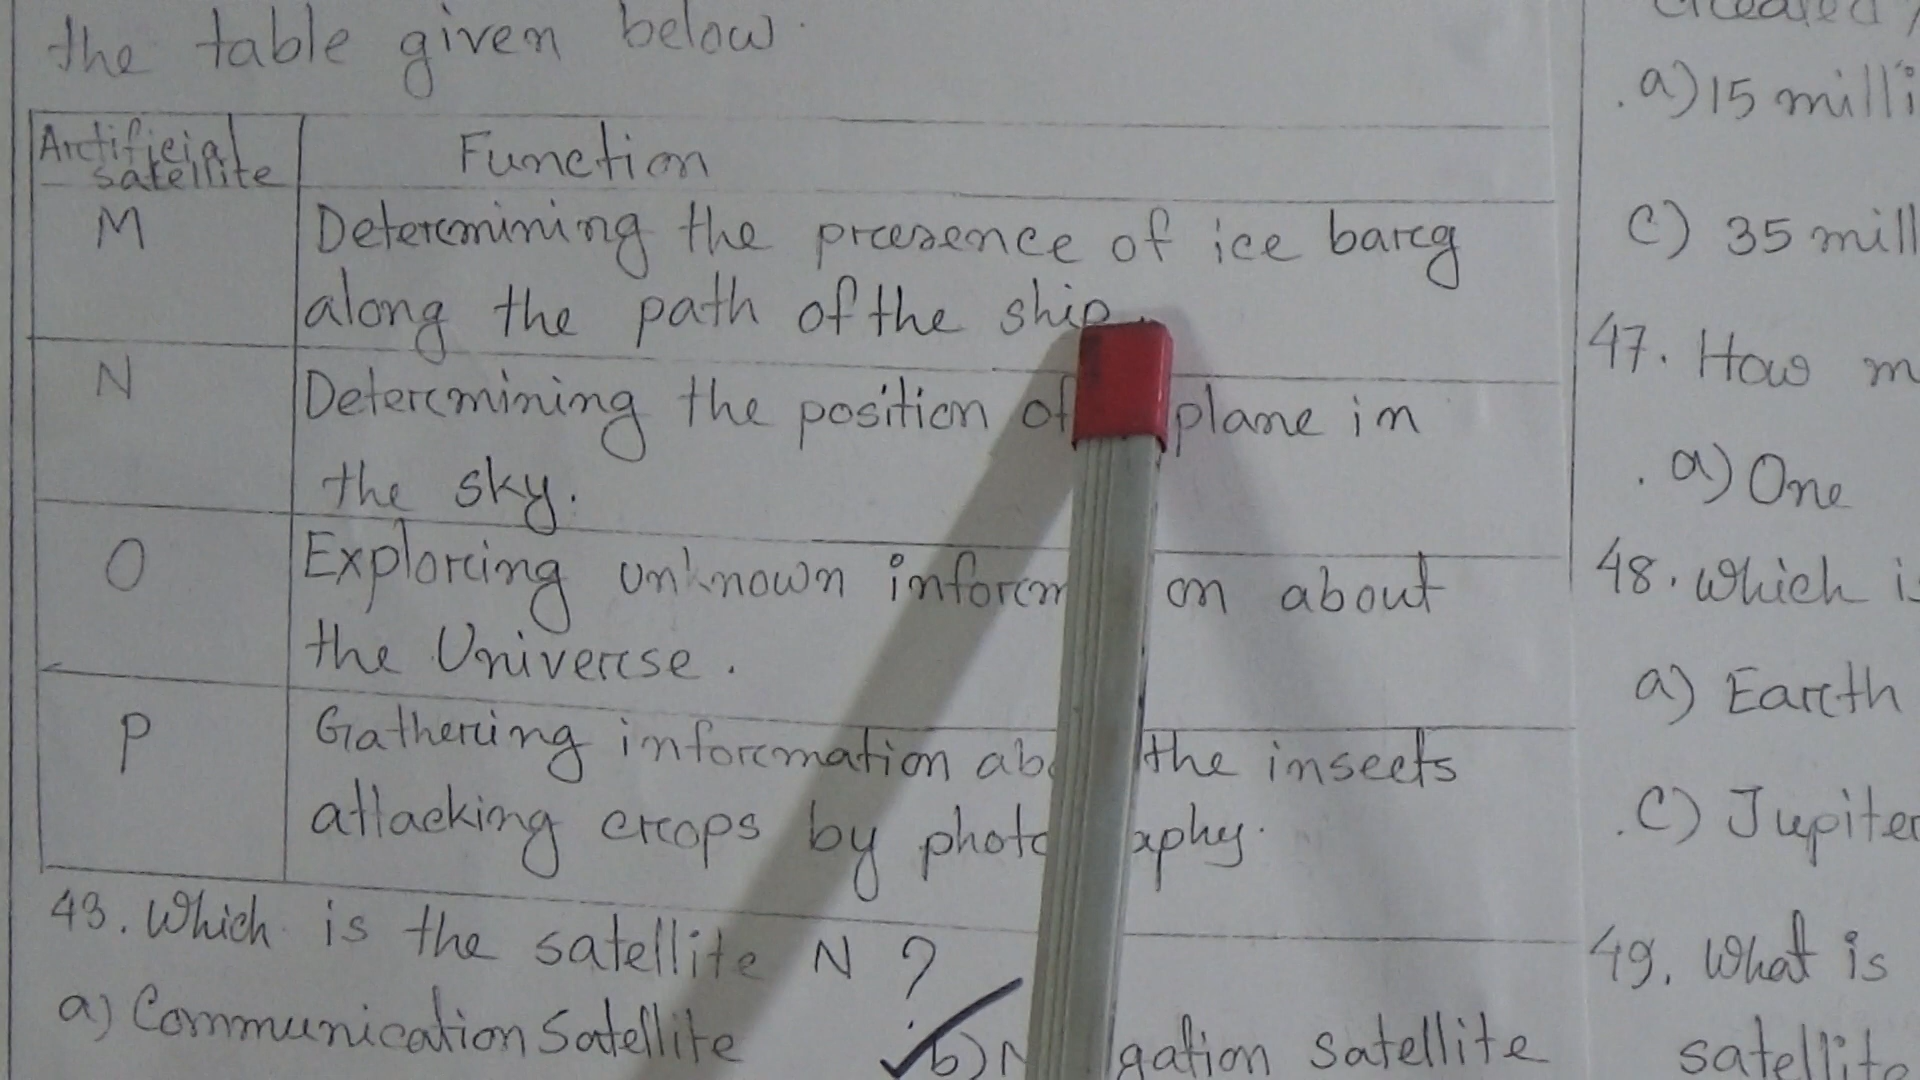 the table given below.
Artificial satellite
Function
M
Determining the presence of ice barg
along the path of the ship.
N
Determining the position of plane in
the sky.
O
Exploring unknown inform on about
the Universe.
P
Gathering information ab the insects
attacking crops by photo aphy.
43. Which is the satellite N ?
a) Communication Satellite
b) N gation satellite
a) 15 milli
c) 35 mill
47. How m
a) One
48. Which is
a) Earth
c) Jupiter
49. What is
satellite